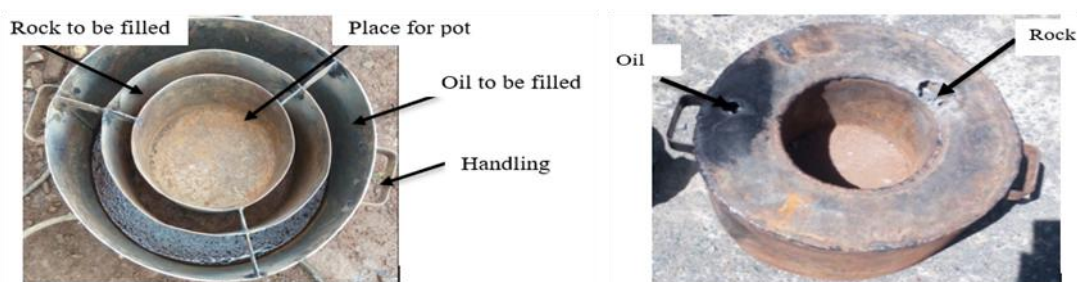 Rock to be filled
Place for pot
Oil to be filled
Handling
Oil
Rock